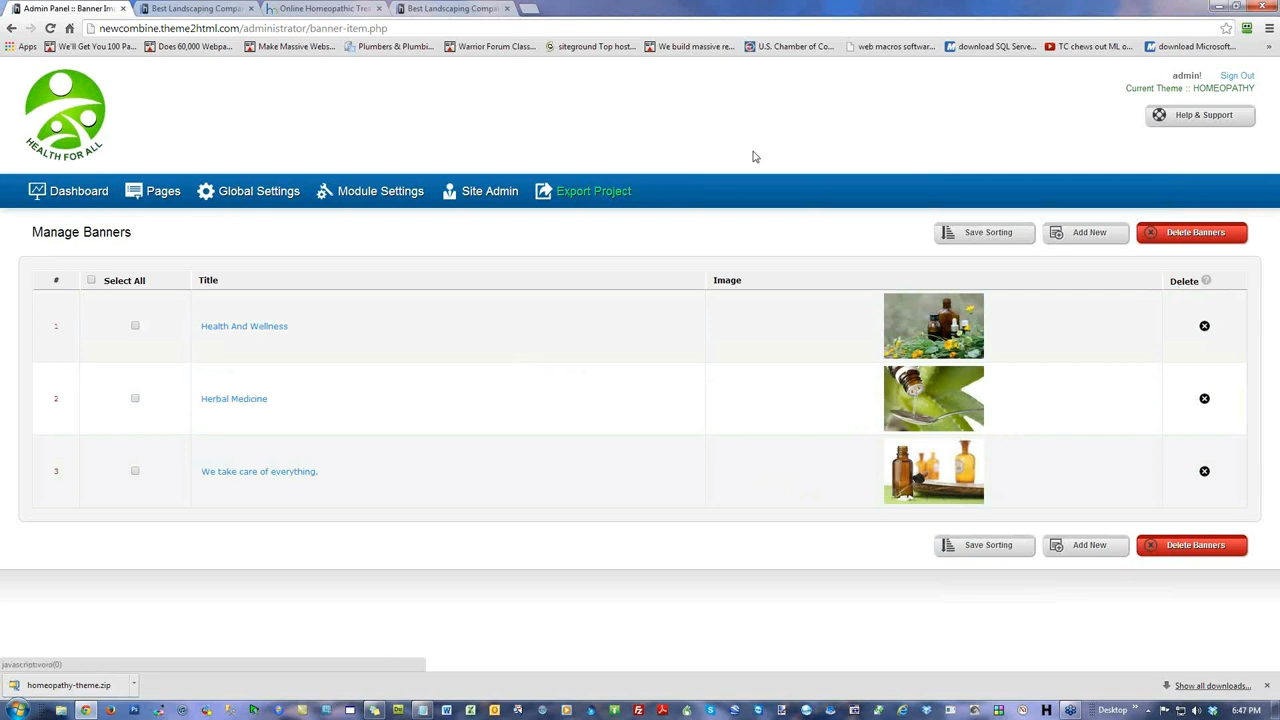 Admin Panel :: Banner Im
Best Landscaping Compa
Online Homeopathic Trea
Best Landscaping Compan
newcombine.theme2html.com/administrator/banner-item.php
Apps
We'll Get You 100 Pa...
Does 60,000 Webpa...
Make Massive Webs...
Plumbers & Plumbi...
Warrior Forum Class...
siteground Top host...
We build massive re...
U.S. Chamber of Co...
web macros softwar...
download SQL Serve...
TC chews out ML o...
download Microsoft...
»
HEALTH FOR ALL
admin!
Sign Out
Current Theme :: HOMEOPATHY
Help & Support
Dashboard
Pages
Global Settings
Module Settings
Site Admin
Export Project
Manage Banners
Save Sorting
Add New
Delete Banners
#
Select All
Title
Image
Delete
1
Health And Wellness
2
Herbal Medicine
3
We take care of everything.
Save Sorting
Add New
Delete Banners
javascript:void(0)
homeopathy-theme.zip
Show all downloads...
Desktop
6:47 PM